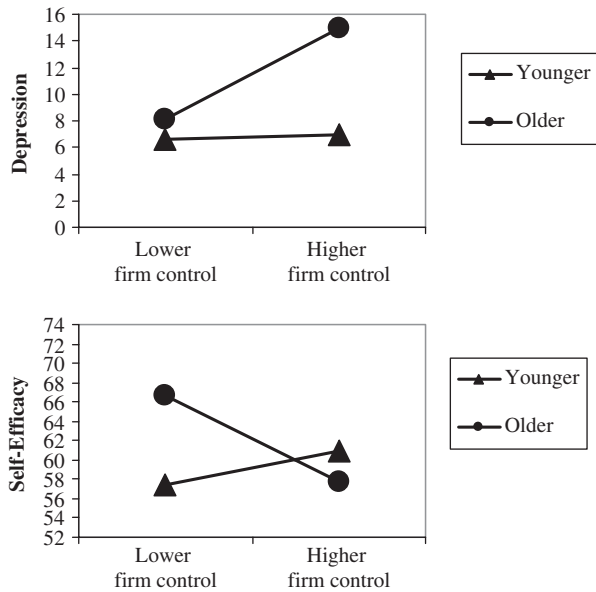 16
14
12
10
8
6
4
2
0
Depression
Lower
firm control
Higher
firm control
Younger
Older
74
72
70
68
66
64
62
60
58
56
54
52
Self-Efficacy
Lower
firm control
Higher
firm control
Younger
Older